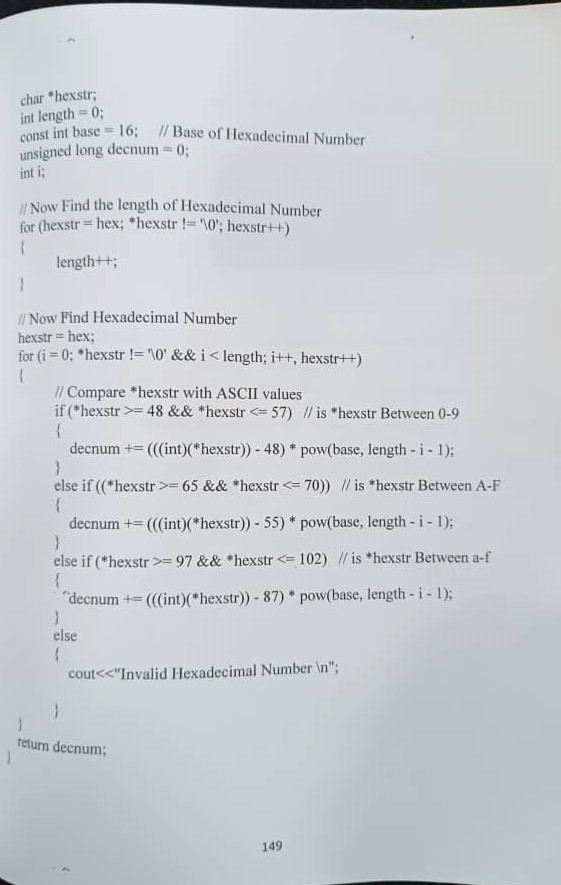 char *hexstr;
int length = 0;
const int base = 16; // Base of Hexadecimal Number
unsigned long decnum = 0;
int i;
// Now Find the length of Hexadecimal Number
for (hexstr = hex; *hexstr != '\0'; hexstr++)
{
length++;
}
// Now Find Hexadecimal Number
hexstr = hex;
for (i = 0; *hexstr != '\0' && i < length; i++, hexstr++)
{
// Compare *hexstr with ASCII values
if (*hexstr >= 48 && *hexstr <= 57) // is *hexstr Between 0-9
{
decnum += (((int)(*hexstr)) - 48) * pow(base, length - i - 1);
}
else if ((*hexstr >= 65 && *hexstr <= 70)) // is *hexstr Between A-F
{
decnum += (((int)(*hexstr)) - 55) * pow(base, length - i - 1);
}
else if (*hexstr >= 97 && *hexstr <= 102) // is *hexstr Between a-f
{
decnum += (((int)(*hexstr)) - 87) * pow(base, length - i - 1);
}
else
{
cout<<"Invalid Hexadecimal Number \n";
}
}
return decnum;
}
149